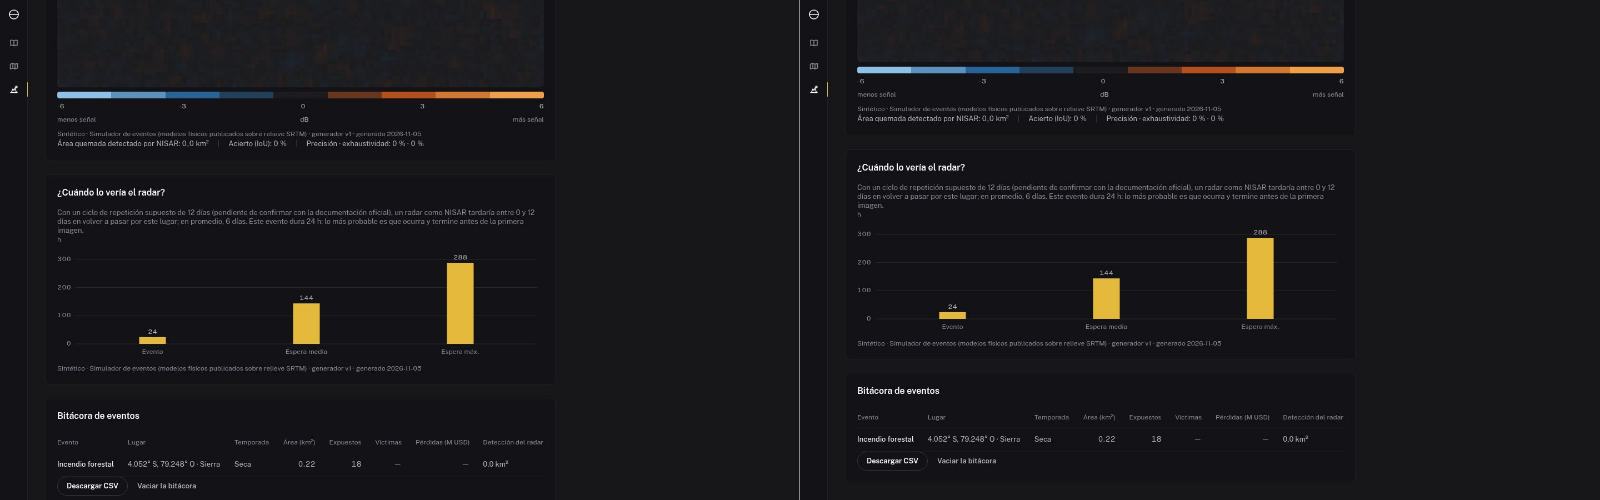 -6 -3 0 3 6
menos señal dB más señal
Sintético · Simulador de eventos (modelos físicos publicados sobre relieve SRTM) · generador v1 · generado 2026-11-05
Área quemada detectado por NISAR: 0,0 km² | Acierto (IoU): 0 % | Precisión · exhaustividad: 0 % · 0 %
¿Cuándo lo vería el radar?
Con un ciclo de repetición supuesto de 12 días (pendiente de confirmar con la documentación oficial), un radar como NISAR tardaría entre 0 y 12
días en volver a pasar por este lugar; en promedio, 6 días. Este evento dura 24 h: lo más probable es que ocurra y termine antes de la primera
imagen.
h
300
200
100
0
24
144
288
Evento Espera media Espera máx.
Sintético · Simulador de eventos (modelos físicos publicados sobre relieve SRTM) · generador v1 · generado 2026-11-05
Bitácora de eventos
Evento Lugar Temporada Área (km²) Expuestos Víctimas Pérdidas (M USD) Detección del radar
Incendio forestal 4.052° S, 79.248° O · Sierra Seca 0.22 18 — — 0.0 km²
Descargar CSV Vaciar la bitácora
-6 -3 0 3 6
menos señal dB más señal
Sintético · Simulador de eventos (modelos físicos publicados sobre relieve SRTM) · generador v1 · generado 2026-11-05
Área quemada detectado por NISAR: 0,0 km² | Acierto (IoU): 0 % | Precisión · exhaustividad: 0 % · 0 %
¿Cuándo lo vería el radar?
Con un ciclo de repetición supuesto de 12 días (pendiente de confirmar con la documentación oficial), un radar como NISAR tardaría entre 0 y 12
días en volver a pasar por este lugar; en promedio, 6 días. Este evento dura 24 h: lo más probable es que ocurra y termine antes de la primera
imagen.
h
300
200
100
0
24
144
288
Evento Espera media Espera máx.
Sintético · Simulador de eventos (modelos físicos publicados sobre relieve SRTM) · generador v1 · generado 2026-11-05
Bitácora de eventos
Evento Lugar Temporada Área (km²) Expuestos Víctimas Pérdidas (M USD) Detección del radar
Incendio forestal 4.052° S, 79.248° O · Sierra Seca 0.22 18 — — 0.0 km²
Descargar CSV Vaciar la bitácora